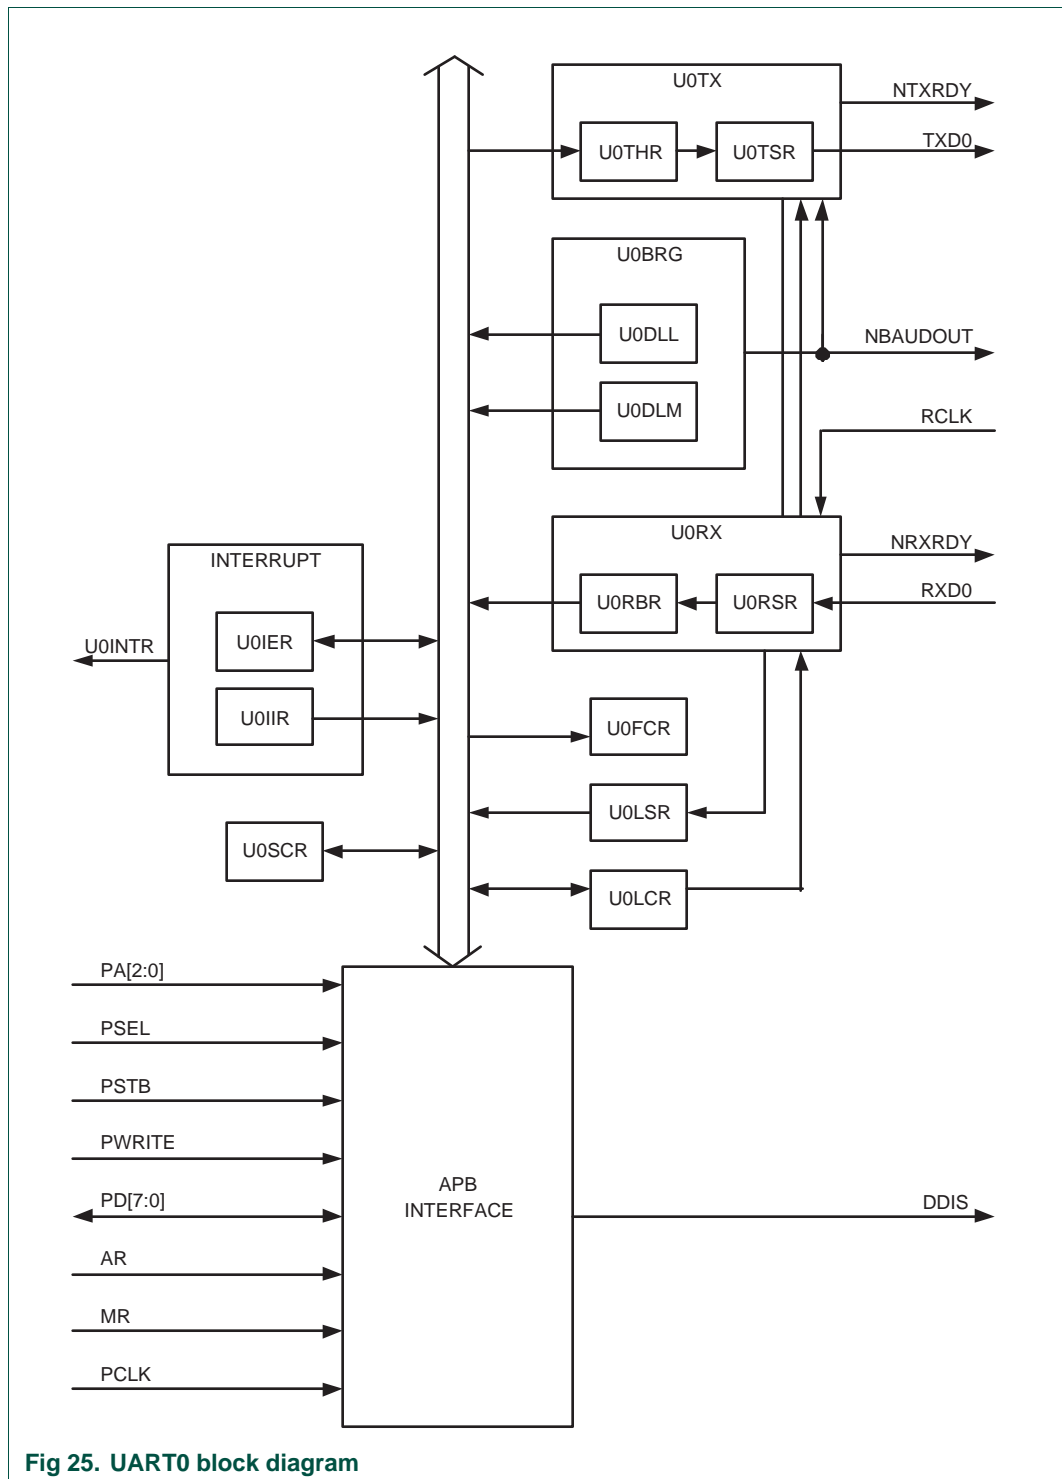 U0TX
NTXRDY
U0THR
U0TSR
TXD0
U0BRG
U0DLL
NBAUDOUT
U0DLM
RCLK
U0RX
NRXRDY
INTERRUPT
U0RBR
U0RSR
RXD0
U0INTR
U0IER
U0IIR
U0FCR
U0LSR
U0SCR
U0LCR
PA[2:0]
PSEL
PSTB
PWRITE
APB
INTERFACE
PD[7:0]
DDIS
AR
MR
PCLK
Fig 25. UART0 block diagram